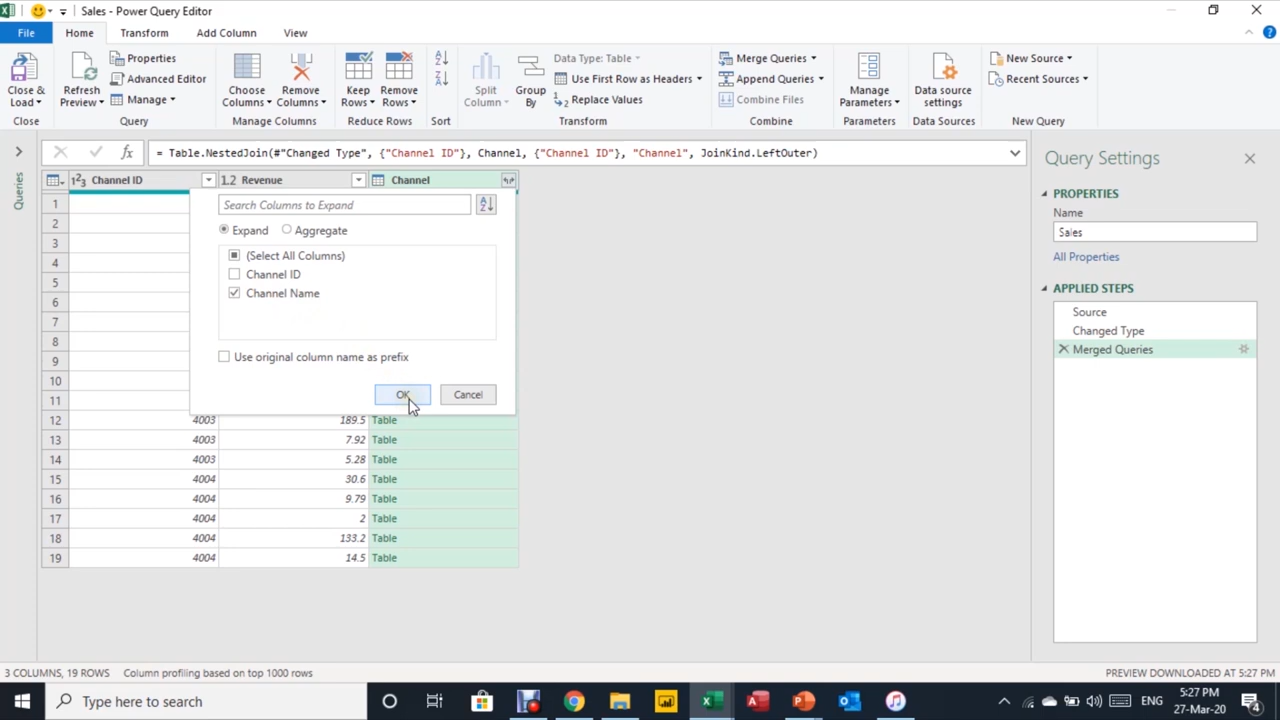 Sales - Power Query Editor
File Home Transform Add Column View
Close & Load
Close
Refresh Preview
Properties
Advanced Editor
Manage
Query
Choose Columns
Remove Columns
Manage Columns
Keep Rows
Remove Rows
Reduce Rows
Sort
Split Column
Group By
Data Type: Table
Use First Row as Headers
Replace Values
Transform
Merge Queries
Append Queries
Combine Files
Combine
Manage Parameters
Parameters
Data source settings
Data Sources
New Source
Recent Sources
New Query
Queries
fx = Table.NestedJoin(#"Changed Type", {"Channel ID"}, Channel, {"Channel ID"}, "Channel", JoinKind.LeftOuter)
123 Channel ID 1.2 Revenue Channel
Search Columns to Expand
Expand Aggregate
(Select All Columns)
Channel ID
Channel Name
Use original column name as prefix
OK Cancel
1
2
3
4
5
6
7
8
9
10
11
12 4003 189.5 Table
13 4003 7.92 Table
14 4003 5.28 Table
15 4004 30.6 Table
16 4004 9.79 Table
17 4004 2 Table
18 4004 133.2 Table
19 4004 14.5 Table
Query Settings
PROPERTIES
Name
Sales
All Properties
APPLIED STEPS
Source
Changed Type
Merged Queries
3 COLUMNS, 19 ROWS Column profiling based on top 1000 rows
PREVIEW DOWNLOADED AT 5:27 PM
Type here to search
ENG
5:27 PM
27-Mar-20
4